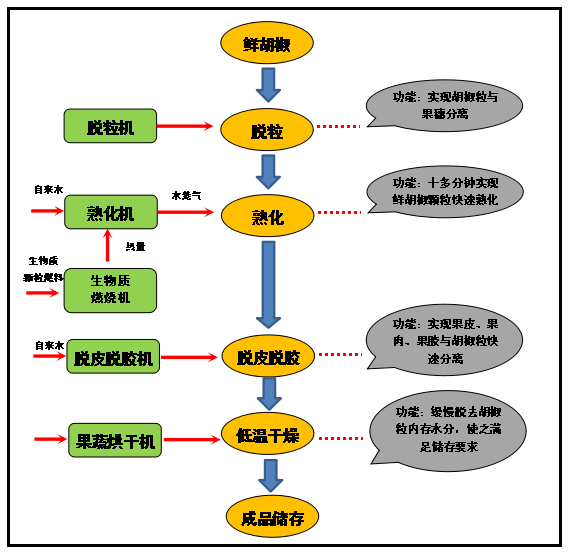 鲜胡椒
脱粒机
脱粒
功能：实现胡椒粒与
果穗分离
自来水
熟化机
水蒸气
熟化
功能：十多分钟实现
鲜胡椒颗粒快速熟化
热量
生物质
颗粒燃料
生物质
燃烧机
自来水
脱皮脱胶机
脱皮脱胶
功能：实现果皮、果
肉、果胶与胡椒粒快
速分离
果蔬烘干机
低温干燥
功能：缓慢脱去胡椒
粒内存水分，使之满
足储存要求
成品储存